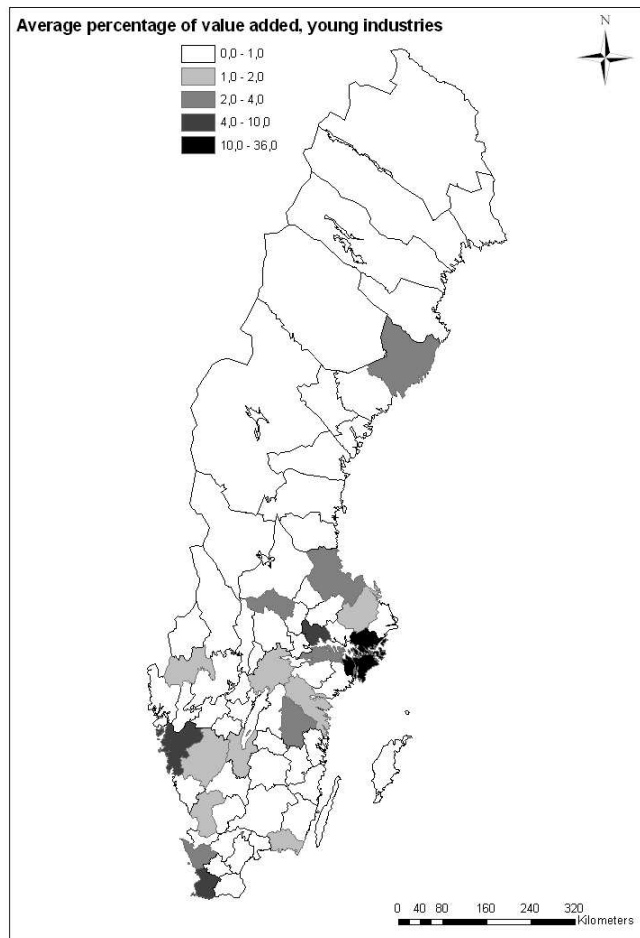 Average percentage of value added, young industries
N
0,0 - 1,0
1,0 - 2,0
2,0 - 4,0
4,0 - 10,0
10,0 - 36,0
0 40 80 160 240 320
Kilometers